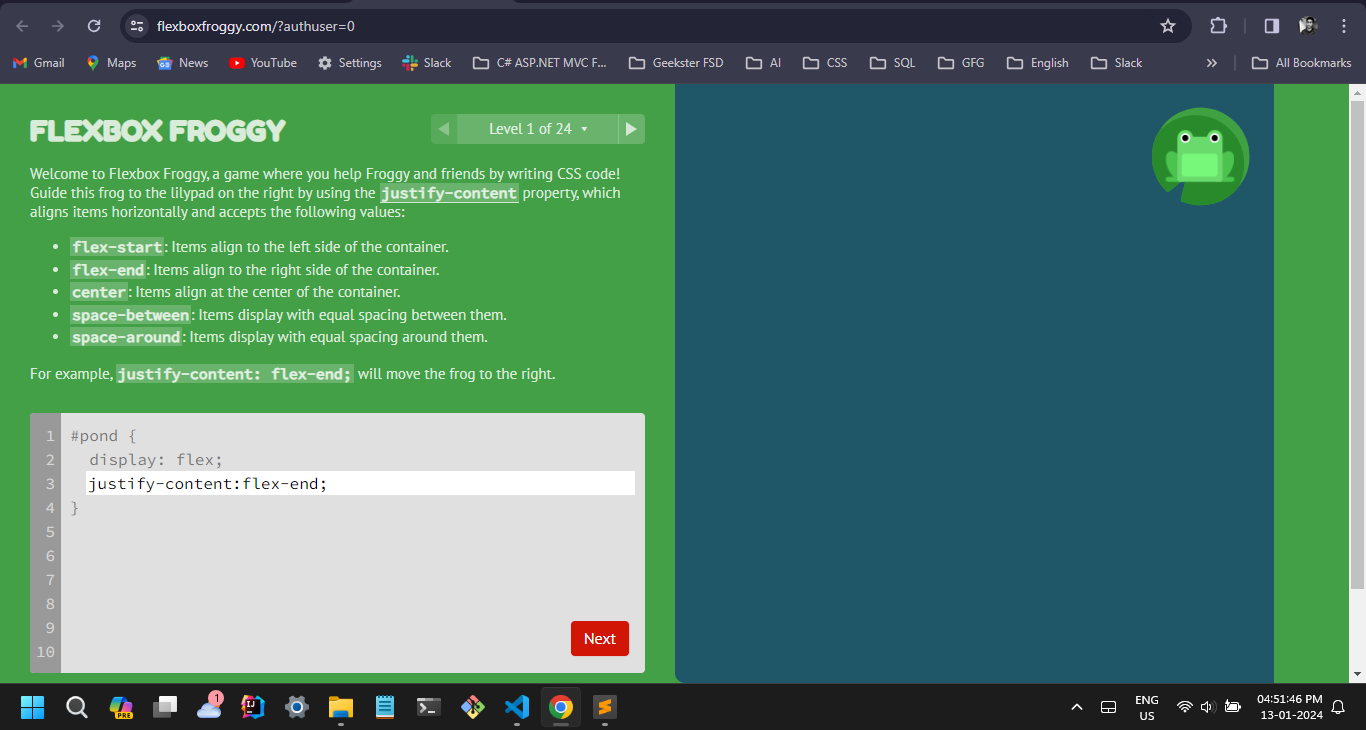 flexboxfroggy.com/?authuser=0
Gmail Maps News YouTube Settings Slack C# ASP.NET MVC F... Geekster FSD AI CSS SQL GFG English Slack » All Bookmarks
FLEXBOX FROGGY
Level 1 of 24
Welcome to Flexbox Froggy, a game where you help Froggy and friends by writing CSS code!
Guide this frog to the lilypad on the right by using the justify-content property, which
aligns items horizontally and accepts the following values:
• flex-start: Items align to the left side of the container.
• flex-end: Items align to the right side of the container.
• center: Items align at the center of the container.
• space-between: Items display with equal spacing between them.
• space-around: Items display with equal spacing around them.
For example, justify-content: flex-end; will move the frog to the right.
1 #pond {
2 display: flex;
3 justify-content:flex-end;
4 }
5
6
7
8
9
10
Next
1
PRE
ENG
US
04:51:46 PM
13-01-2024